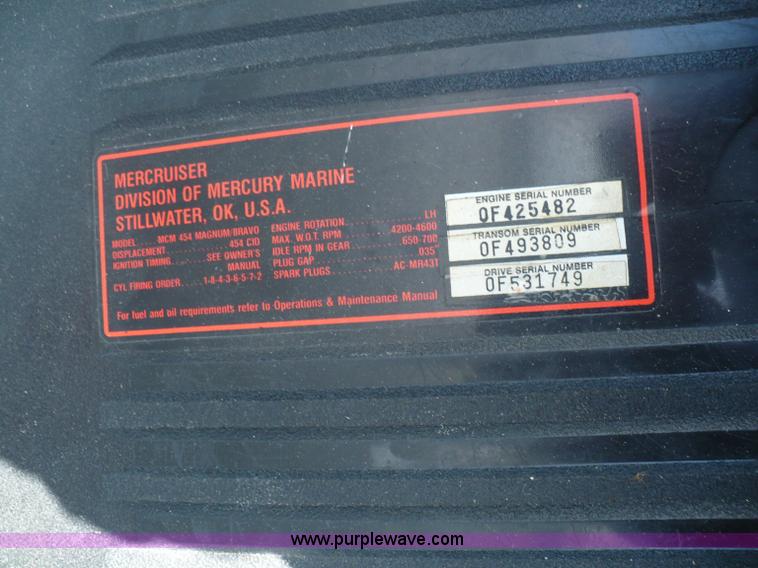 MERCRUISER
DIVISION OF MERCURY MARINE
STILLWATER, OK, U.S.A.
MODEL.....MCM 454 MAGNUM/BRAVO
DISPLACEMENT..........454 CID
IGNITION TIMING.....SEE OWNER'S
MANUAL
CYL FIRING ORDER.....1-8-4-3-6-5-7-2
ENGINE ROTATION..........LH
MAX. W.O.T. RPM..........4200-4600
IDLE RPM IN GEAR..........650-700
PLUG GAP..........035"
SPARK PLUGS..........AC-MR43T
For fuel and oil requirements refer to Operations & Maintenance Manual
ENGINE SERIAL NUMBER
0F425482
TRANSOM SERIAL NUMBER
0F493809
DRIVE SERIAL NUMBER
0F531749
www.purplewave.com